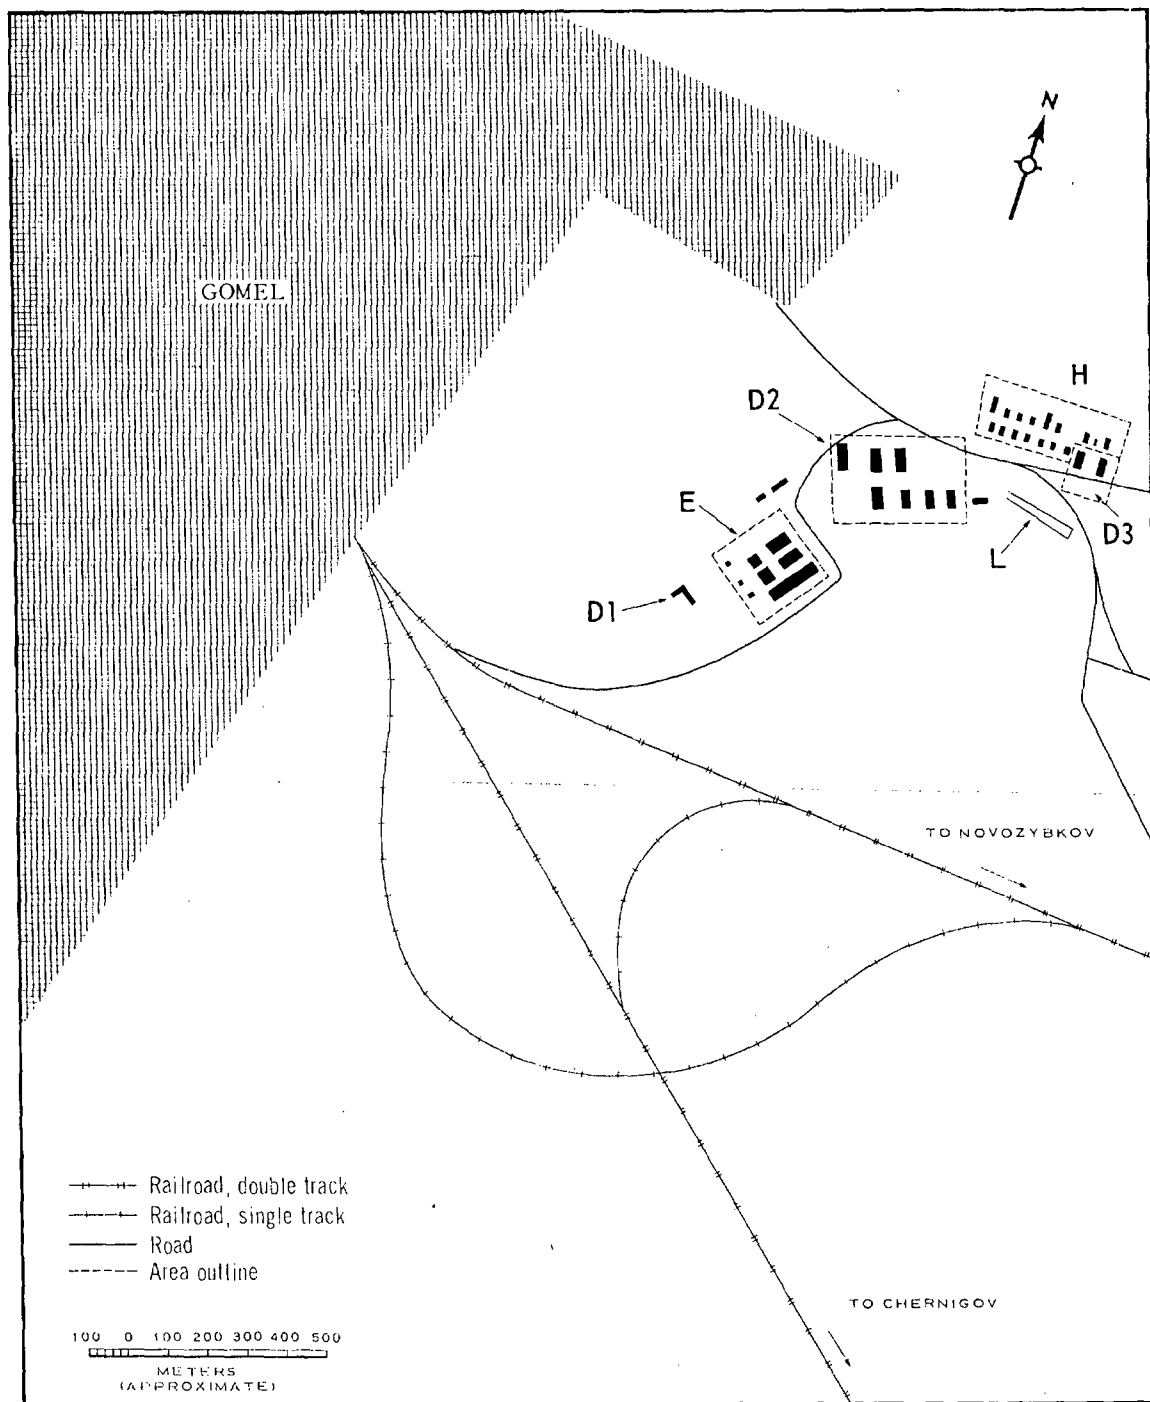 N
GOMEL
H
D2
E
D3
L
D1
TO NOVOZYBKOV
Railroad, double track
Railroad, single track
Road
Area outline
TO CHERNIGOV
100 0 100 200 300 400 500
METERS
(APPROXIMATE)